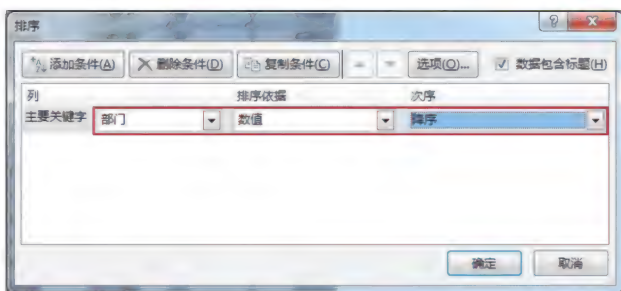 排序
添加条件(A) 删除条件(D) 复制条件(C) 选项(O)... 数据包含标题(H)
列 排序依据 次序
主要关键字 部门 数值 降序
确定 取消